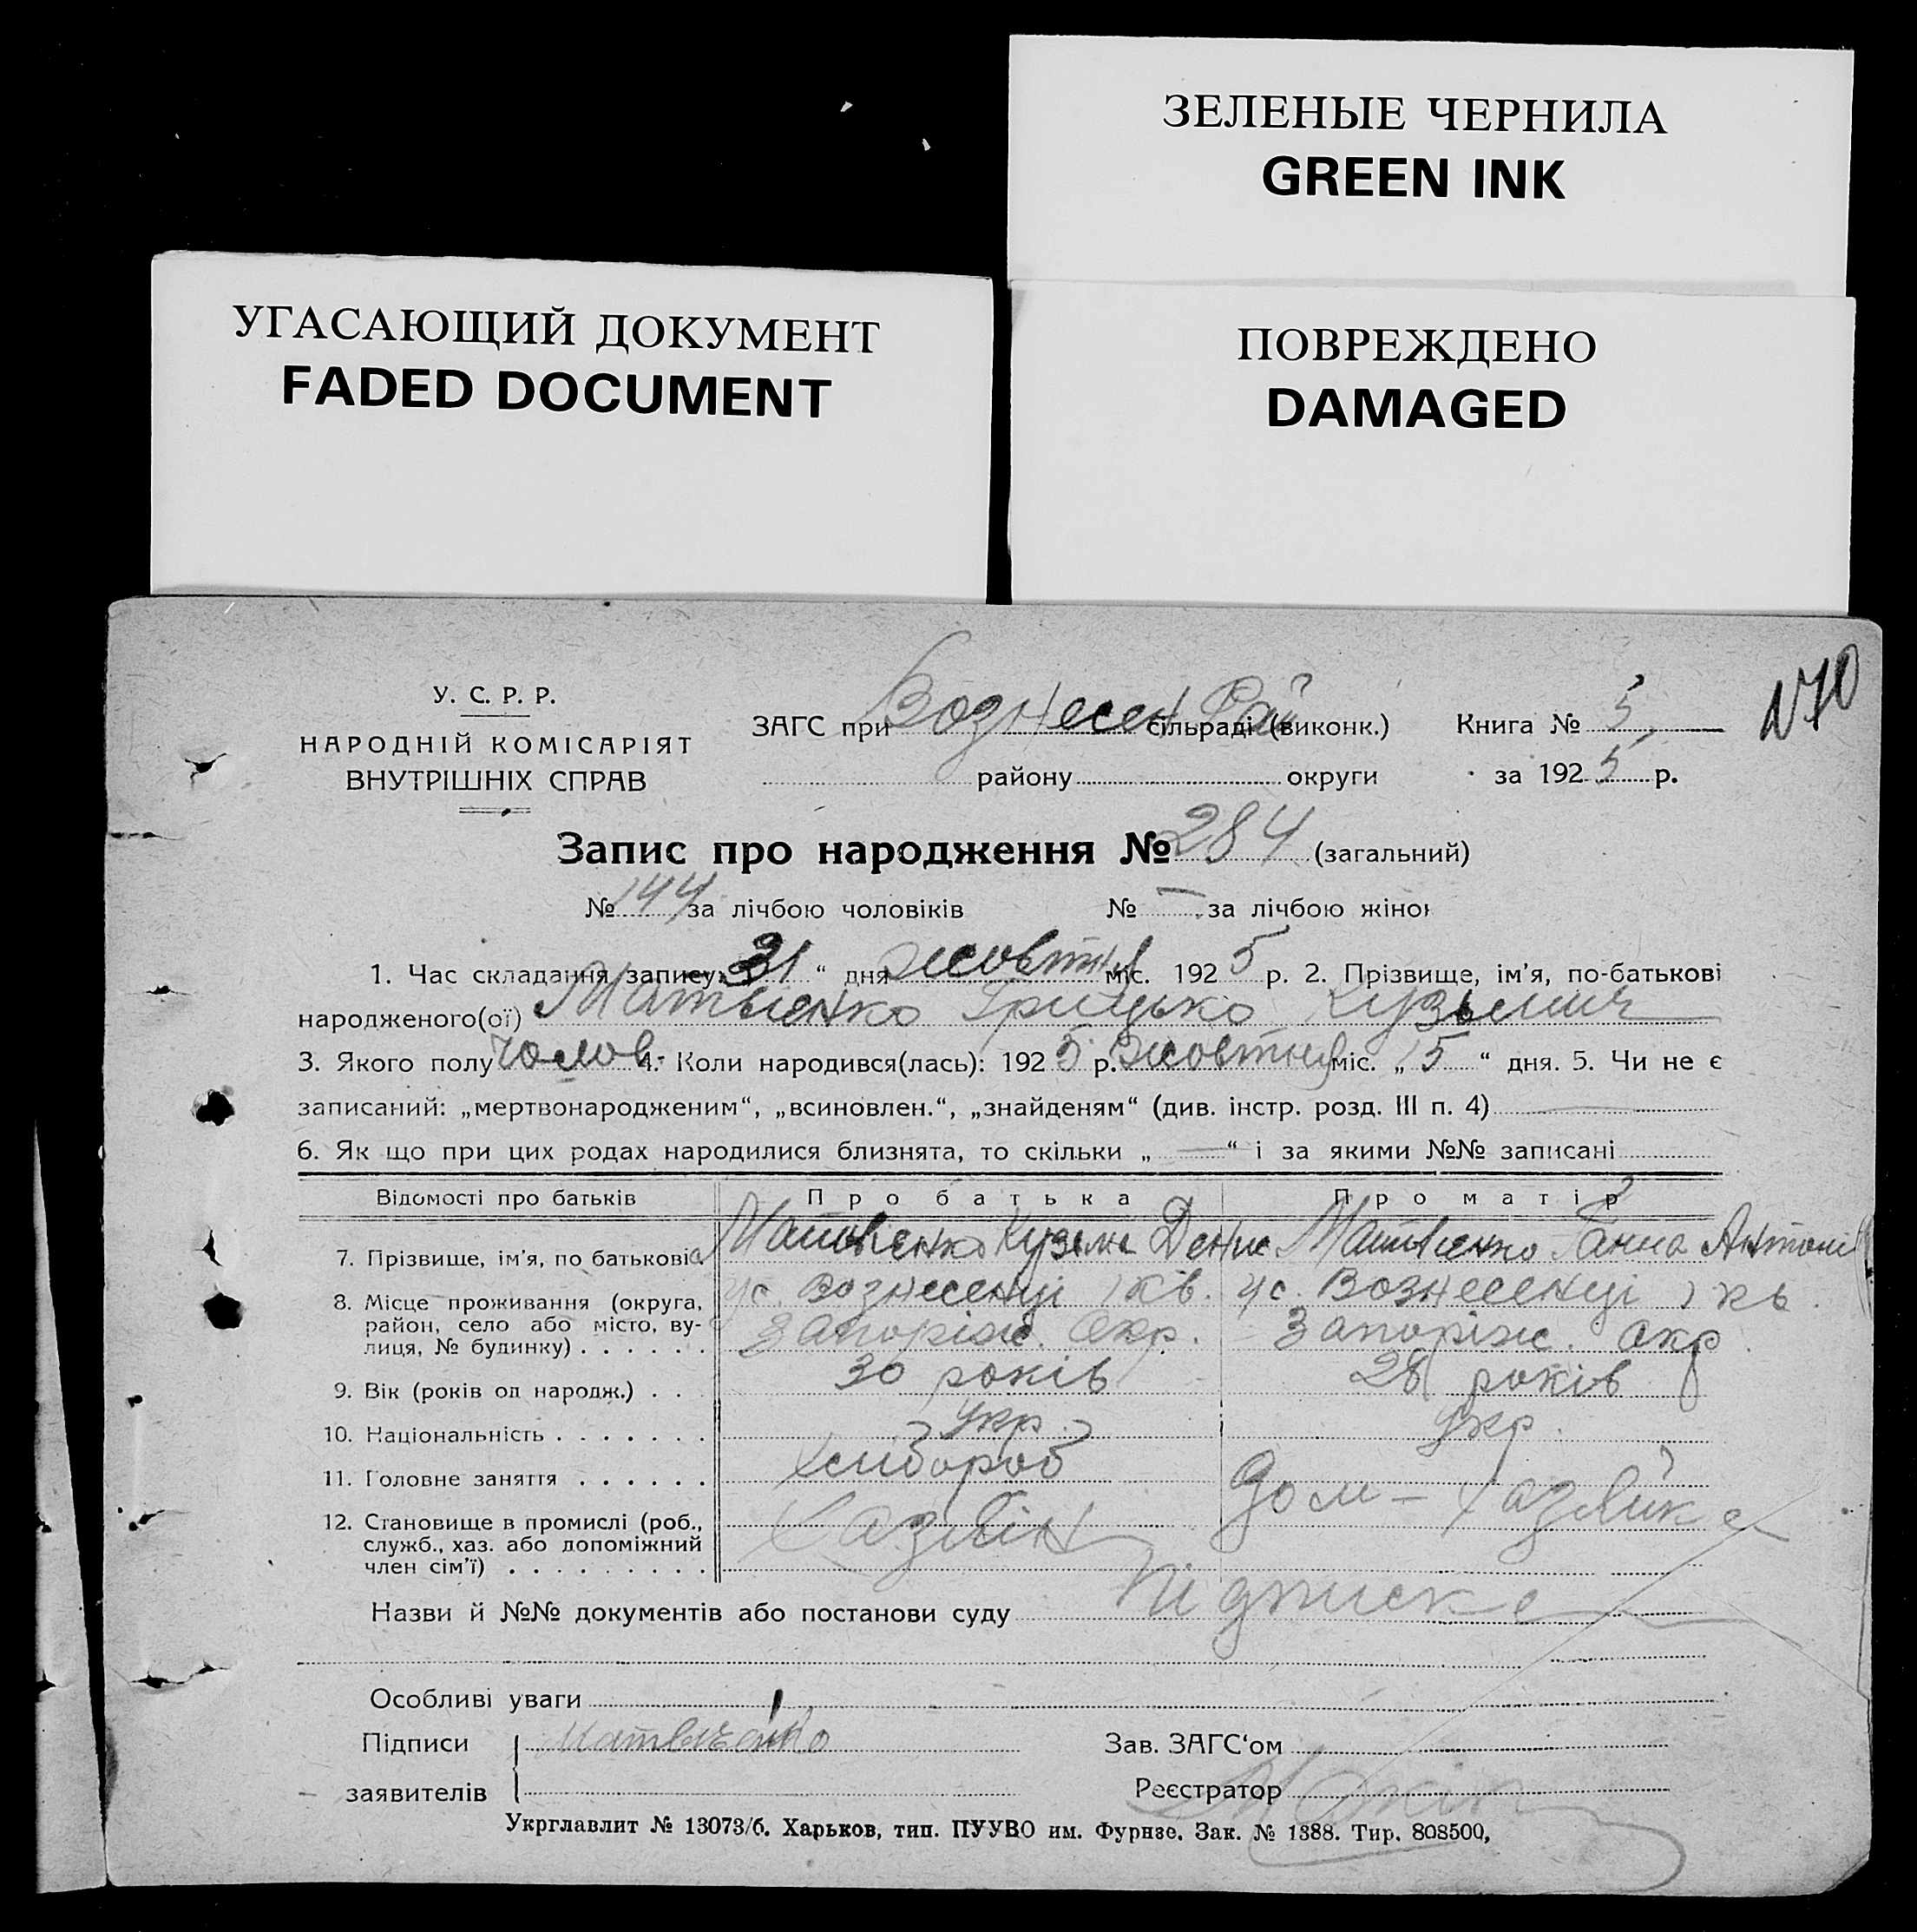 ЗЕЛЕНЫЕ ЧЕРНИЛА
GREEN INK
УГАСАЮЩИЙ ДОКУМЕНТ
FADED DOCUMENT
ПОВРЕЖДЕНО
DAMAGED
270
У. С. Р. Р.
НАРОДНІЙ КОМІСАРІЯТ
ВНУТРІШНІХ СПРАВ
ЗАГС при Вознесен Рай сільраді (виконк.) Книга № 5
району округи за 1925 р.
Запис про народження № 284 (загальний)
№ 144 за лічбою чоловіків № — за лічбою жінок
1. Час складання запису: „31“ дня жовтня міс. 1925 р. 2. Прізвище, ім'я, по-батькові
народженого(ої) Матвієнко Грицько Кузьмич
3. Якого полу чолов. 4. Коли народився(лась): 1925 р. Жовтня міс. „15“ дня. 5. Чи не є
записаний: „мертвонародженим“, „всиновлен.“, „знайденям“ (див. інстр. розд. III п. 4) —
6. Як що при цих родах народилися близнята, то скільки „—“ і за якими №№ записані
Відомості про батьків Про батька Про матір
7. Прізвище, ім'я, по батькові Матвієнко Кузьма Денис. Матвієнко Ганна Антоні
8. Місце проживання (округа, у с. Вознесенці 1 кв. у с. Вознесенці 1 кв.
район, село або місто, ву-
лиця, № будинку) Запоріж. Окр. Запоріж. окр
9. Вік (років од народж.) 30 років 28 років
10. Національність укр. укр.
11. Головне заняття Хлібороб Дом-хазяйка
12. Становище в промислі (роб., Хазяїн
служб., хаз. або допоміжний
член сім'ї)
Назви й №№ документів або постанови суду Підписка
Особливі уваги
Підписи Матвиенко Зав. ЗАГС'ом
заявителів Реєстратор
Укрглавлит № 13073/б. Харьков, тип. ПУУВО им. Фурнзе. Зак. № 1388. Тир. 808500,